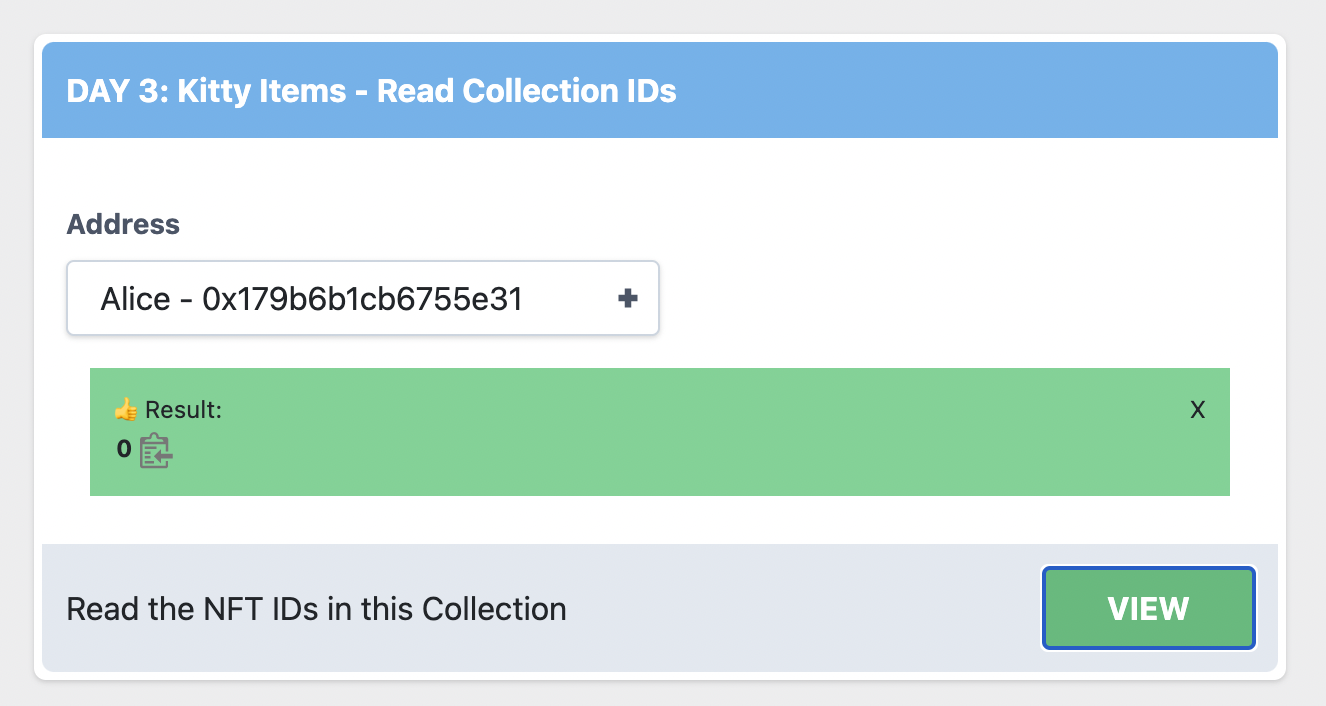 DAY 3: Kitty Items - Read Collection IDs
Address
Alice - 0x179b6b1cb6755e31
👍 Result:
X
0
Read the NFT IDs in this Collection
VIEW